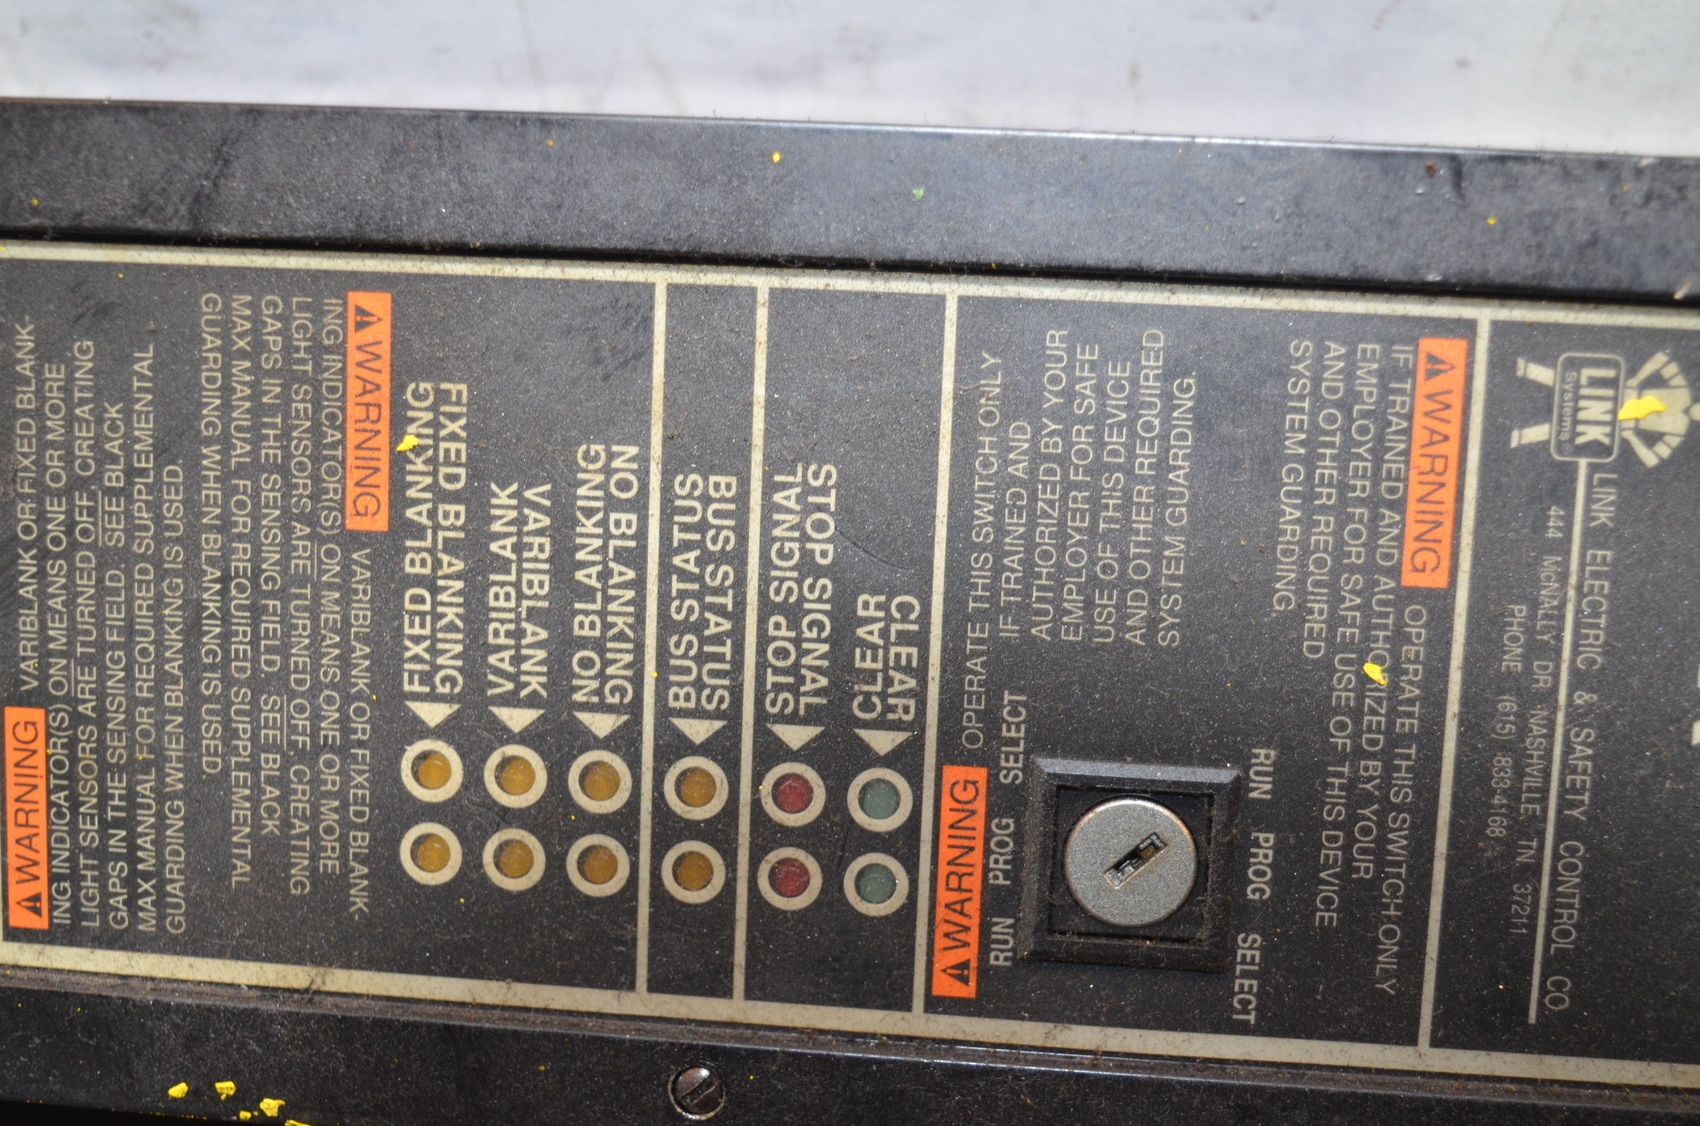 LINK
Systems
LINK ELECTRIC & SAFETY CONTROL CO.
444 McNALLY DR. NASHVILLE, TN 37211
PHONE (615) 833-4168
WARNING OPERATE THIS SWITCH ONLY
IF TRAINED AND AUTHORIZED BY YOUR
EMPLOYER FOR SAFE USE OF THIS DEVICE
AND OTHER REQUIRED
SYSTEM GUARDING.
RUN PROG SELECT
CLEAR
STOP SIGNAL
BUS STATUS
NO BLANKING
VARIBLANK
FIXED BLANKING
WARNING VARIBLANK OR FIXED BLANK-
ING INDICATOR(S) ON MEANS ONE OR MORE
LIGHT SENSORS ARE TURNED OFF, CREATING
GAPS IN THE SENSING FIELD. SEE BLACK
MAX MANUAL FOR REQUIRED SUPPLEMENTAL
GUARDING WHEN BLANKING IS USED.
WARNING VARIBLANK OR FIXED BLANK-
ING INDICATOR(S) ON MEANS ONE OR MORE
LIGHT SENSORS ARE TURNED OFF, CREATING
GAPS IN THE SENSING FIELD. SEE BLACK
MAX MANUAL FOR REQUIRED SUPPLEMENTAL
GUARDING WHEN BLANKING IS USED.
FIXED BLANKING
VARIBLANK
NO BLANKING
BUS STATUS
STOP SIGNAL
CLEAR
WARNING OPERATE THIS SWITCH ONLY
RUN PROG SELECT IF TRAINED AND
AUTHORIZED BY YOUR
EMPLOYER FOR SAFE
USE OF THIS DEVICE
AND OTHER REQUIRED
SYSTEM GUARDING.